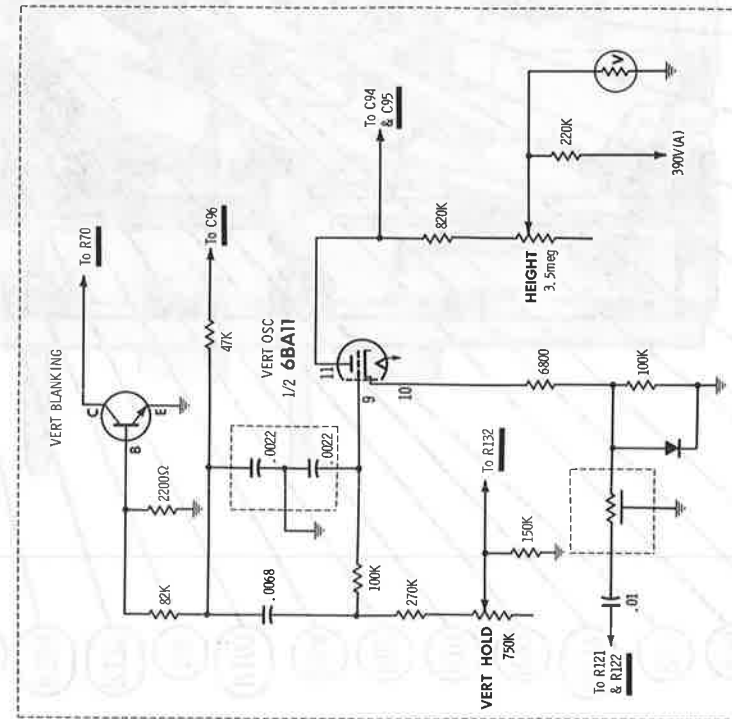 VERT BLANKING
To R70
C
B
E
2200Ω
82K
47K
To C96
.0022
.0022
.0068
VERT OSC
1/2 6BA11
11
9
10
To C94
& C95
820K
HEIGHT
3.5meg
220K
V
390V(A)
100K
270K
VERT HOLD
750K
To R132
150K
6800
100K
.01
To R121
& R122